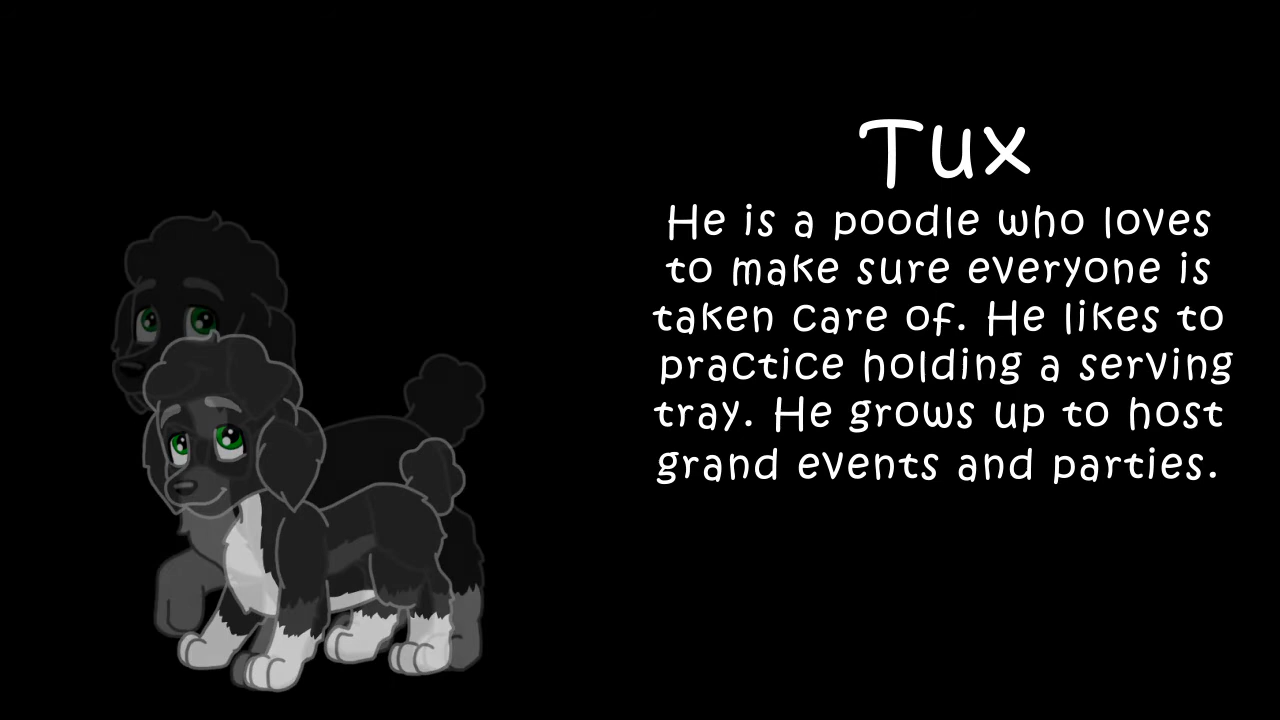 Tux
He is a poodle who loves
to make sure everyone is
taken care of. He likes to
practice holding a serving
tray. He grows up to host
grand events and parties.